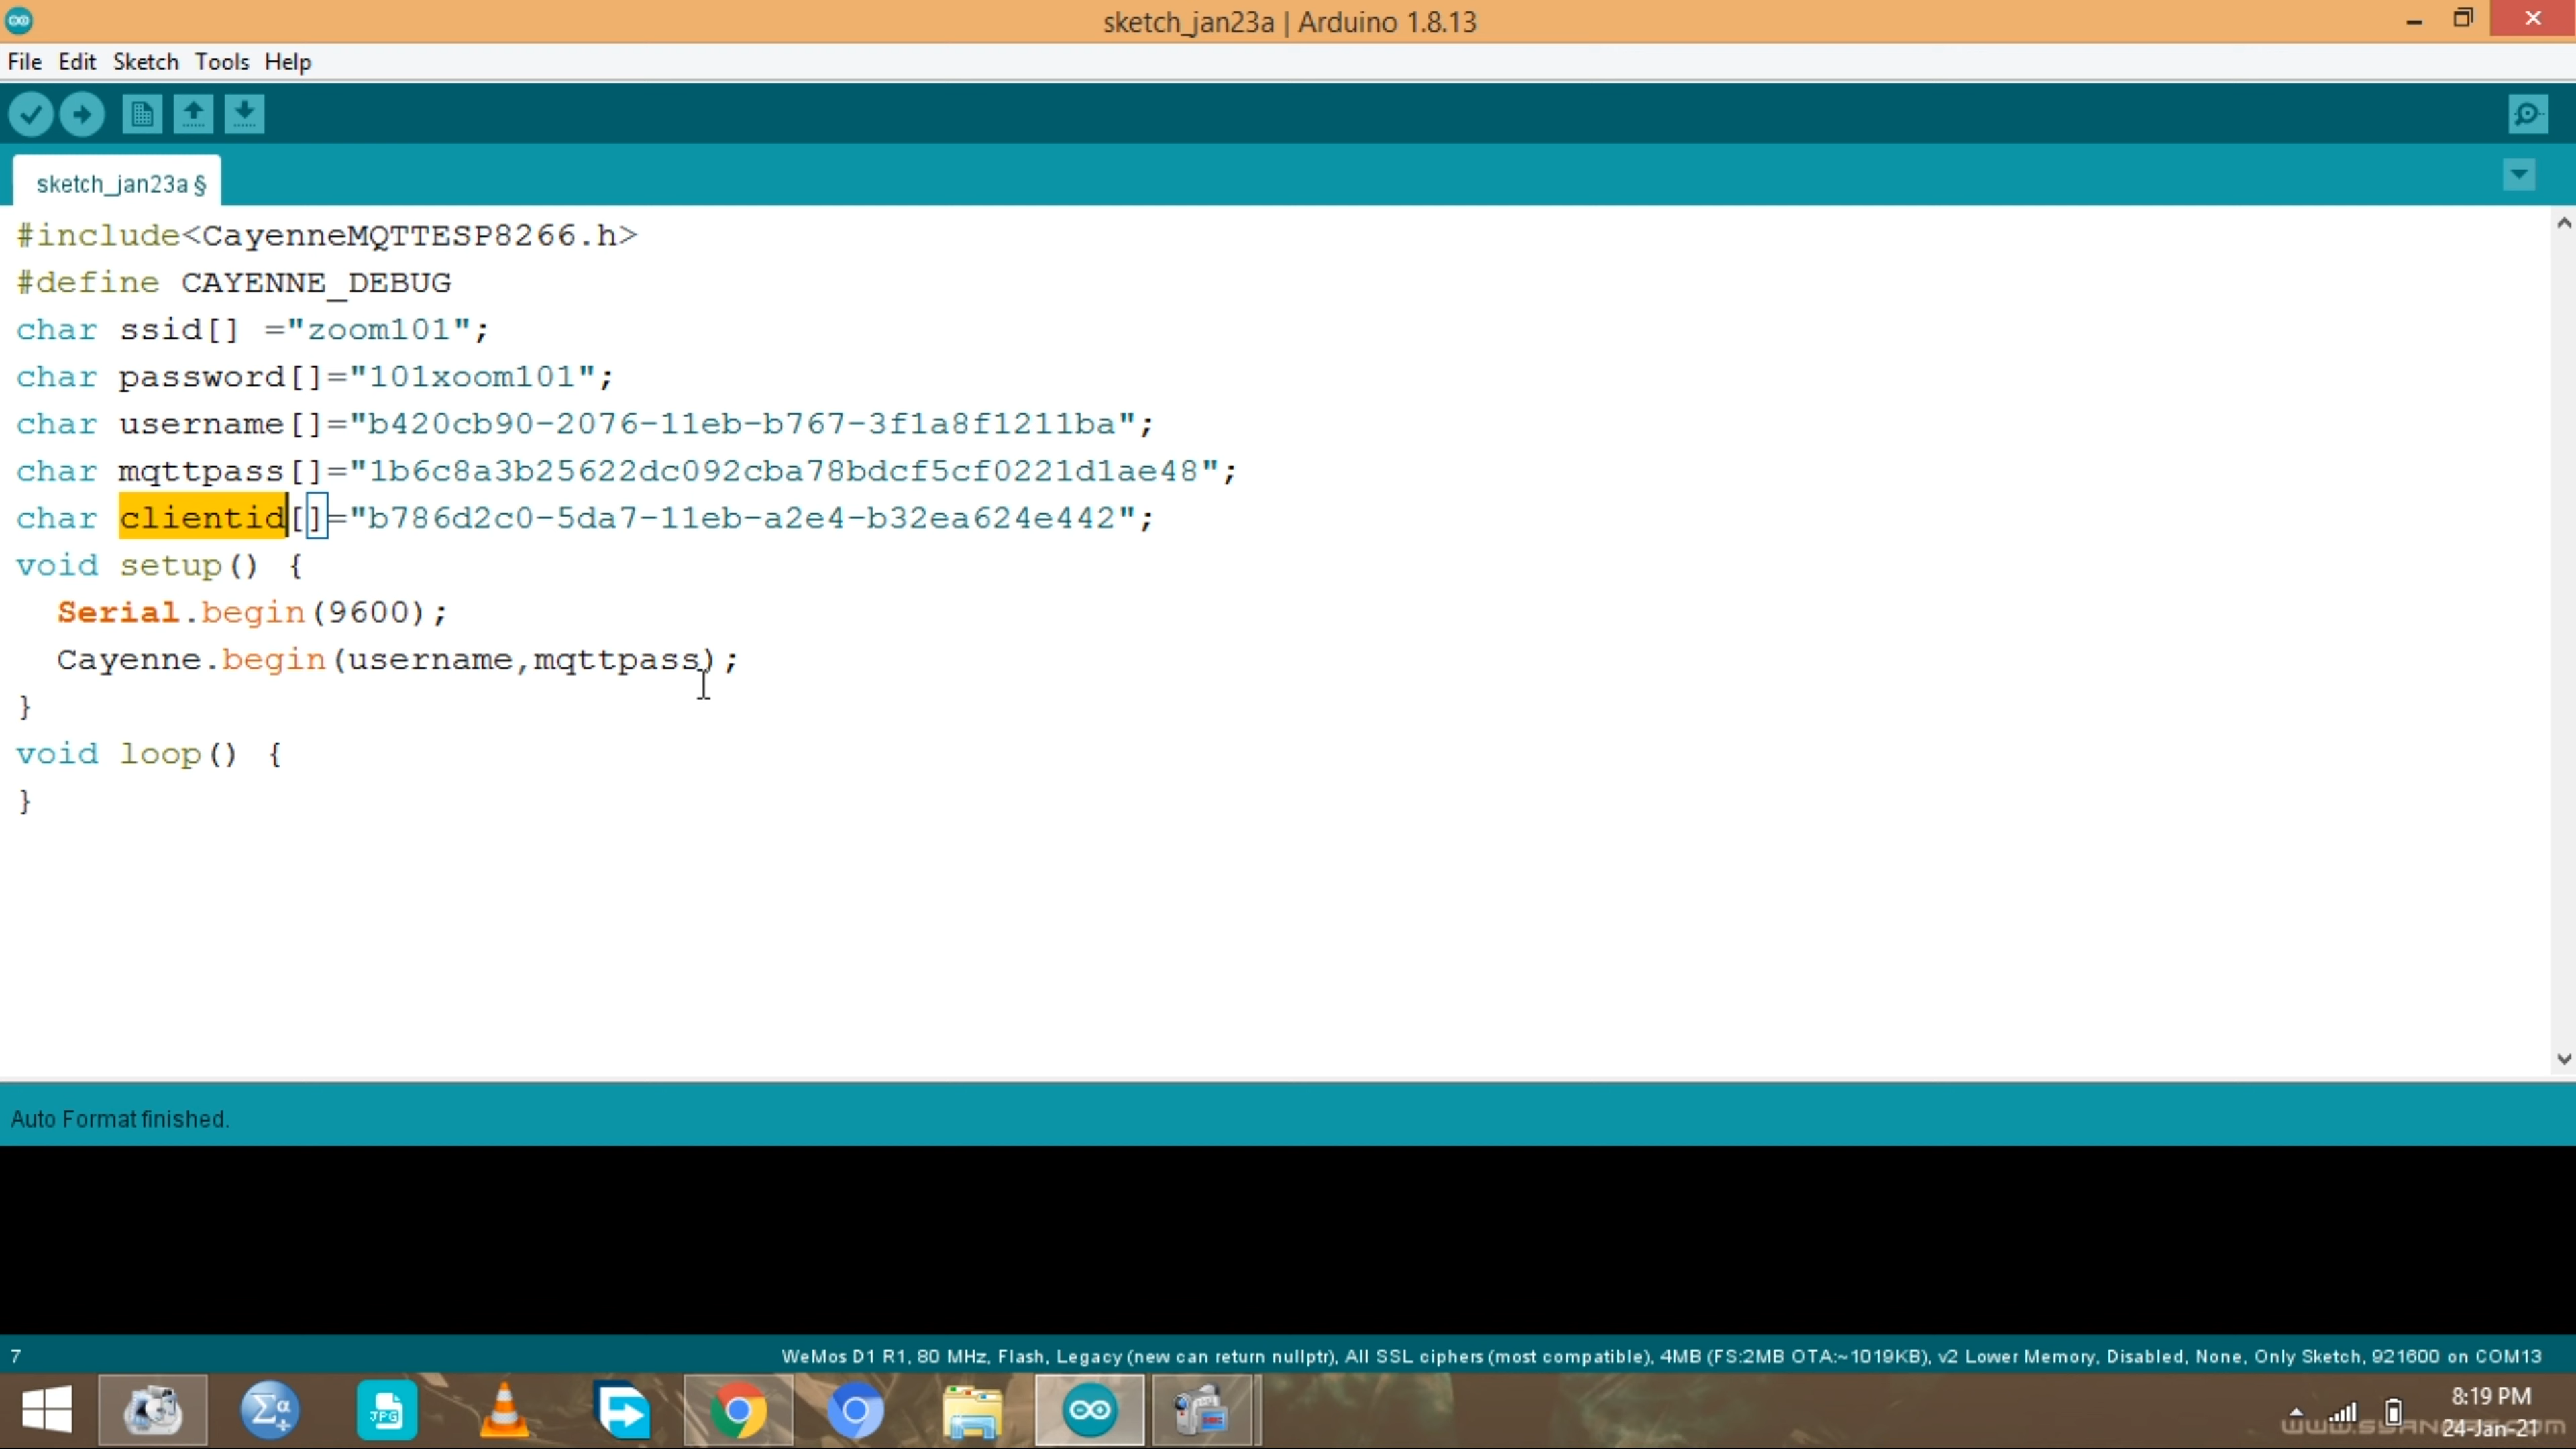 sketch_jan23a | Arduino 1.8.13
File Edit Sketch Tools Help
sketch_jan23a §
#include<CayenneMQTTESP8266.h>
#define CAYENNE_DEBUG
char ssid[] ="zoom101";
char password[]="101xoom101";
char username[]="b420cb90-2076-11eb-b767-3f1a8f1211ba";
char mqttpass[]="1b6c8a3b25622dc092cba78bdcf5cf0221d1ae48";
char clientid[]="b786d2c0-5da7-11eb-a2e4-b32ea624e442";
void setup() {
  Serial.begin(9600);
  Cayenne.begin(username,mqttpass);
}
void loop() {
}
Auto Format finished.
7 WeMos D1 R1, 80 MHz, Flash, Legacy (new can return nullptr), All SSL ciphers (most compatible), 4MB (FS:2MB OTA:~1019KB), v2 Lower Memory, Disabled, None, Only Sketch, 921600 on COM13
JPG
8:19 PM
24-Jan-21